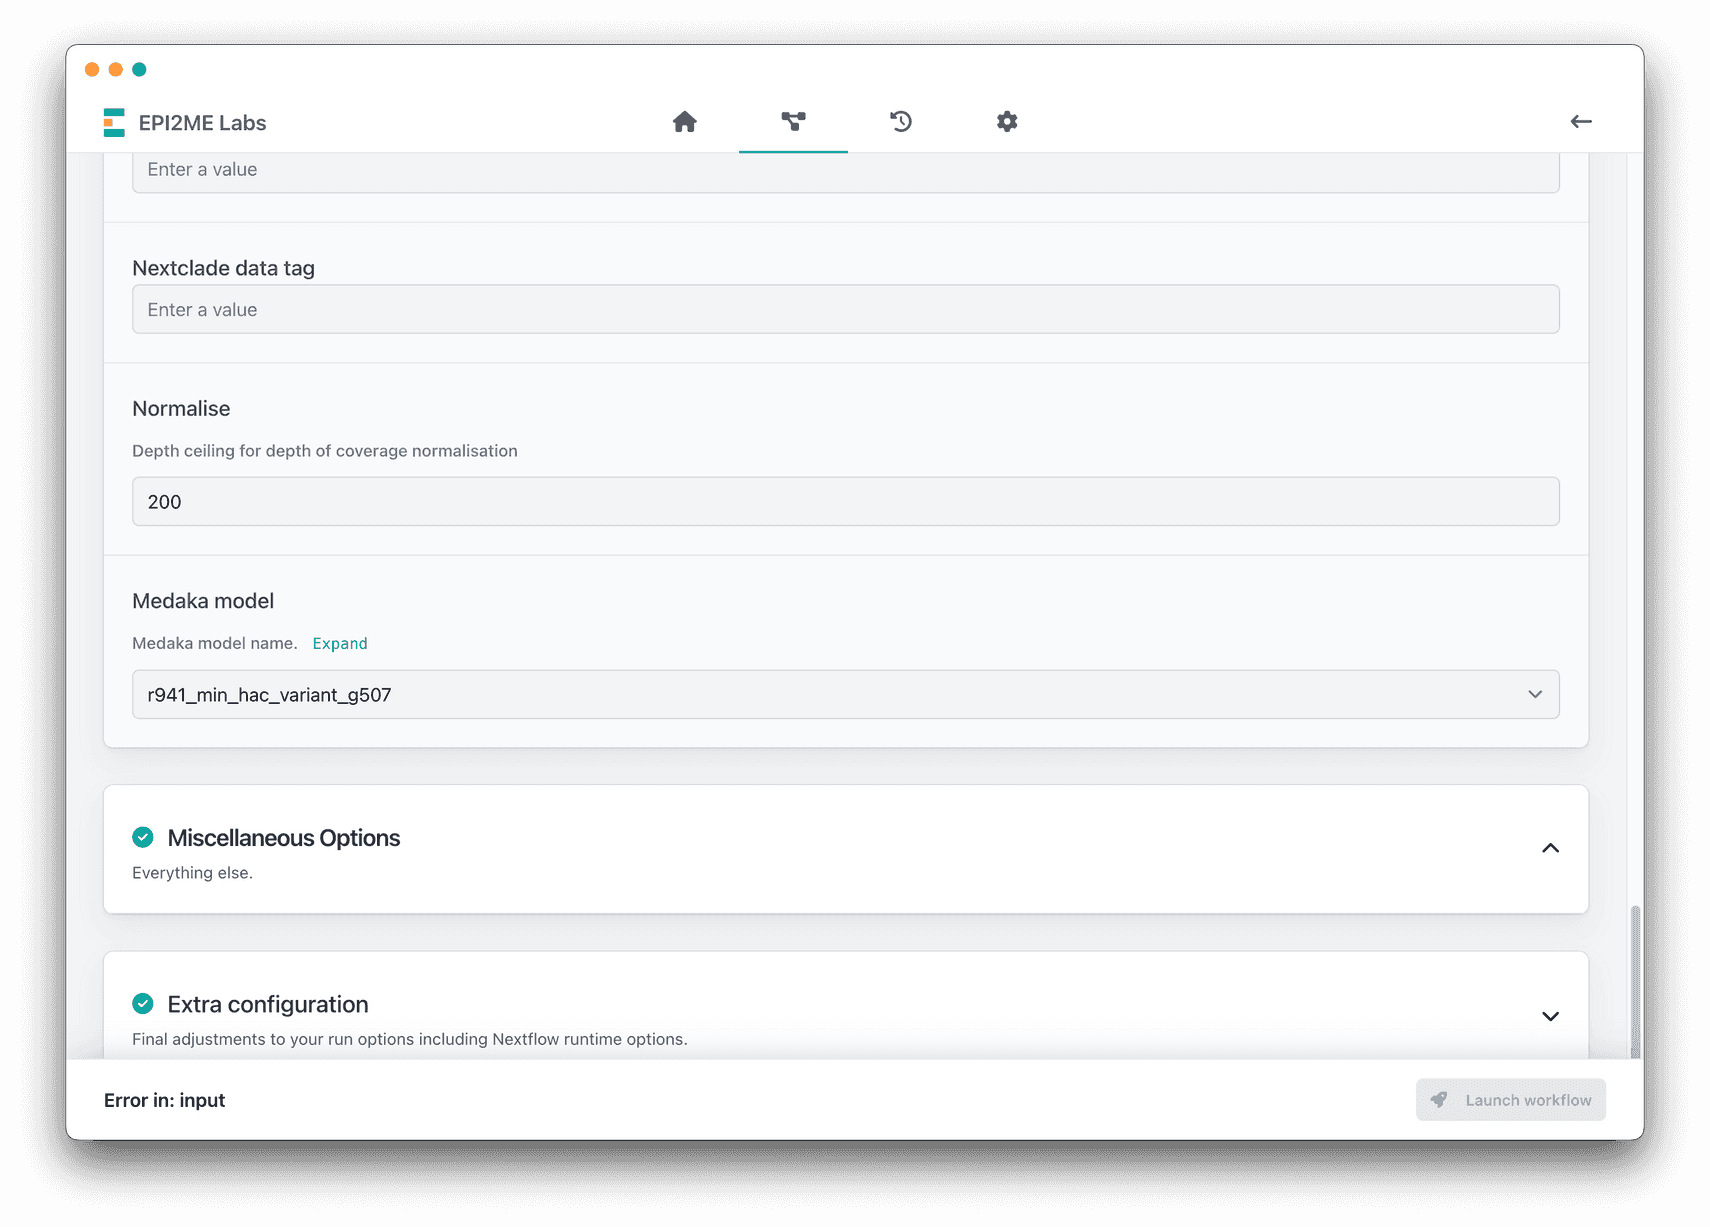 EPI2ME Labs
Enter a value
Nextclade data tag
Enter a value
Normalise
Depth ceiling for depth of coverage normalisation
200
Medaka model
Medaka model name. Expand
r941_min_hac_variant_g507
Miscellaneous Options
Everything else.
Extra configuration
Final adjustments to your run options including Nextflow runtime options.
Error in: input
Launch workflow